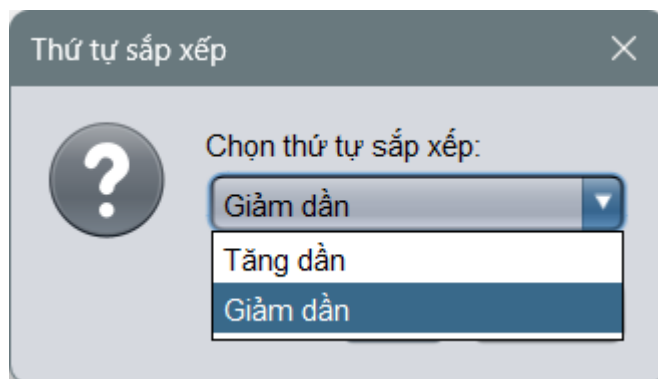 Thứ tự sắp xếp
Chọn thứ tự sắp xếp:
Giảm dần
Tăng dần
Giảm dần